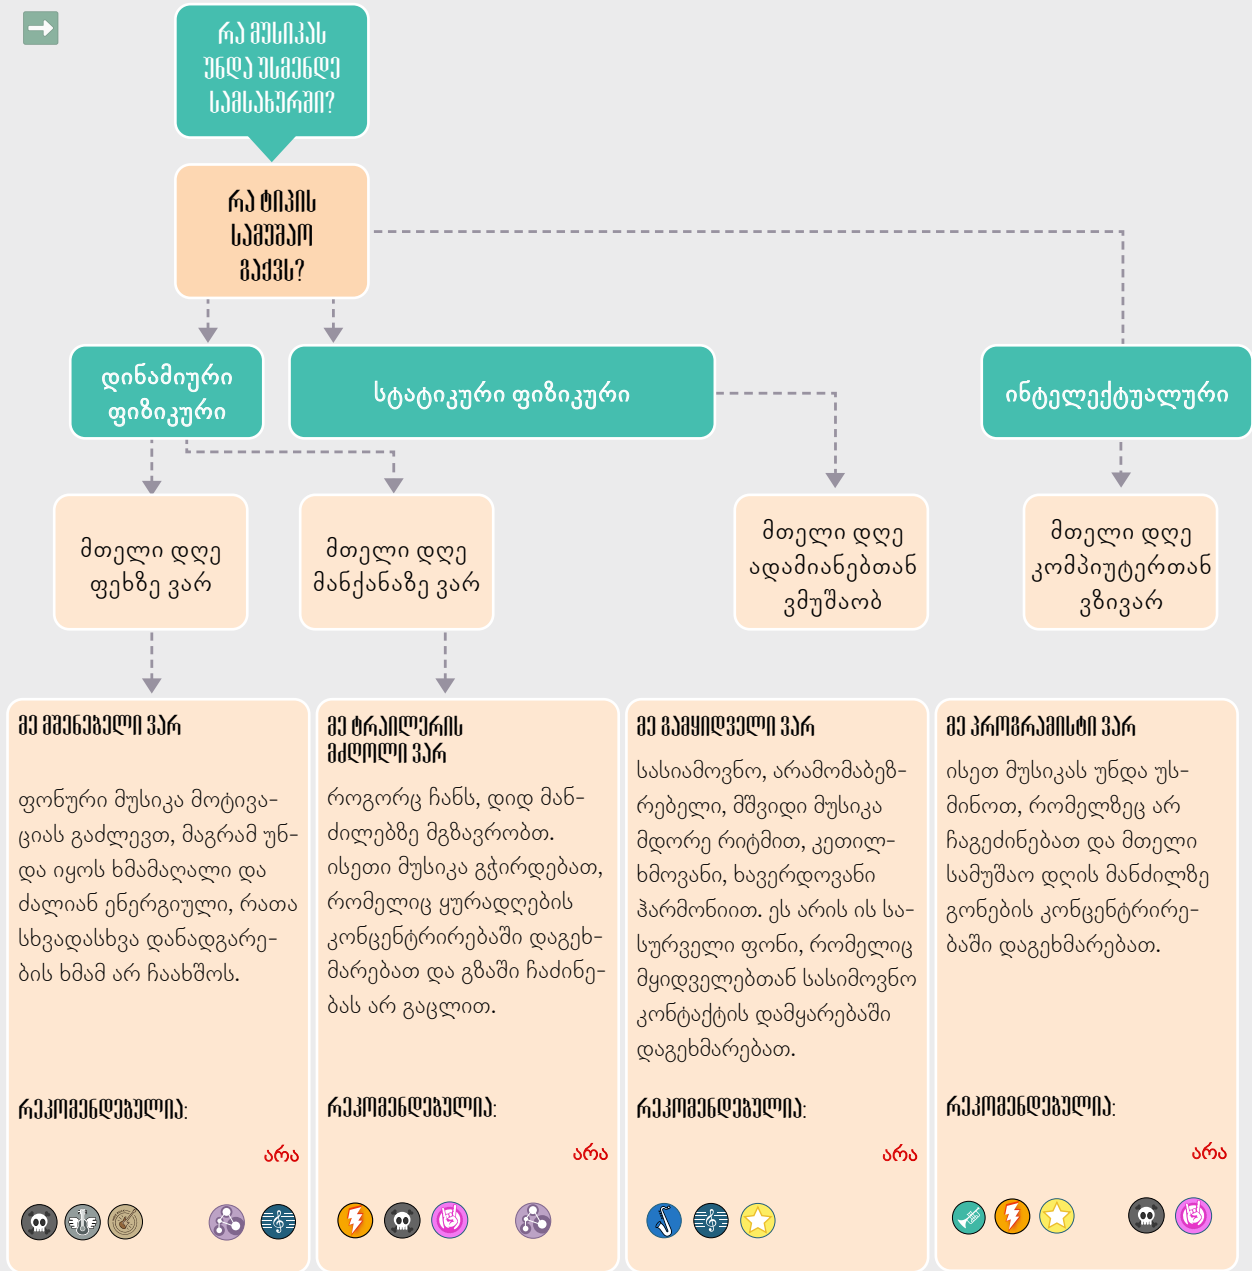 რა მუსიკას
უნდა უსმენდე
სამსახურში?
რა ტიპის
სამუშაო
გაქვს?
დინამიური
ფიზიკური
სტატიკური ფიზიკური
ინტელექტუალური
მთელი დღე
ფეხზე ვარ
მთელი დღე
მანქანაზე ვარ
მთელი დღე
ადამიანებთან
ვმუშაობ
მთელი დღე
კომპიუტერთან
ვზივარ
მე მშენებელი ვარ
ფონური მუსიკა მოტივა-
ციას გაძლევთ, მაგრამ უნ-
და იყოს ხმამაღალი და
ძალიან ენერგიული, რათა
სხვადასხვა დანადგარე-
ბის ხმამ არ ჩაახშოს.
რეკომენდებულია:
არა
მე ტრაილერის
მძღოლი ვარ
როგორც ჩანს, დიდ მან-
ძილებზე მგზავრობთ.
ისეთი მუსიკა გჭირდებათ,
რომელიც ყურადღების
კონცენტრირებაში დაგეხ-
მარებათ და გზაში ჩაძინე-
ბას არ გაცლით.
რეკომენდებულია:
არა
მე გამყიდველი ვარ
სასიამოვნო, არამომაბეზ-
რებელი, მშვიდი მუსიკა
მდორე რიტმით, კეთილ-
ხმოვანი, ხავერდოვანი
ჰარმონიით. ეს არის ის სა-
სურველი ფონი, რომელიც
მყიდველებთან სასიმოვნო
კონტაქტის დამყარებაში
დაგეხმარებათ.
რეკომენდებულია:
არა
მე პროგრამისტი ვარ
ისეთ მუსიკას უნდა უს-
მინოთ, რომელზეც არ
ჩაგეძინებათ და მთელი
სამუშაო დღის მანძილზე
გონების კონცენტრირე-
ბაში დაგეხმარებათ.
რეკომენდებულია:
არა